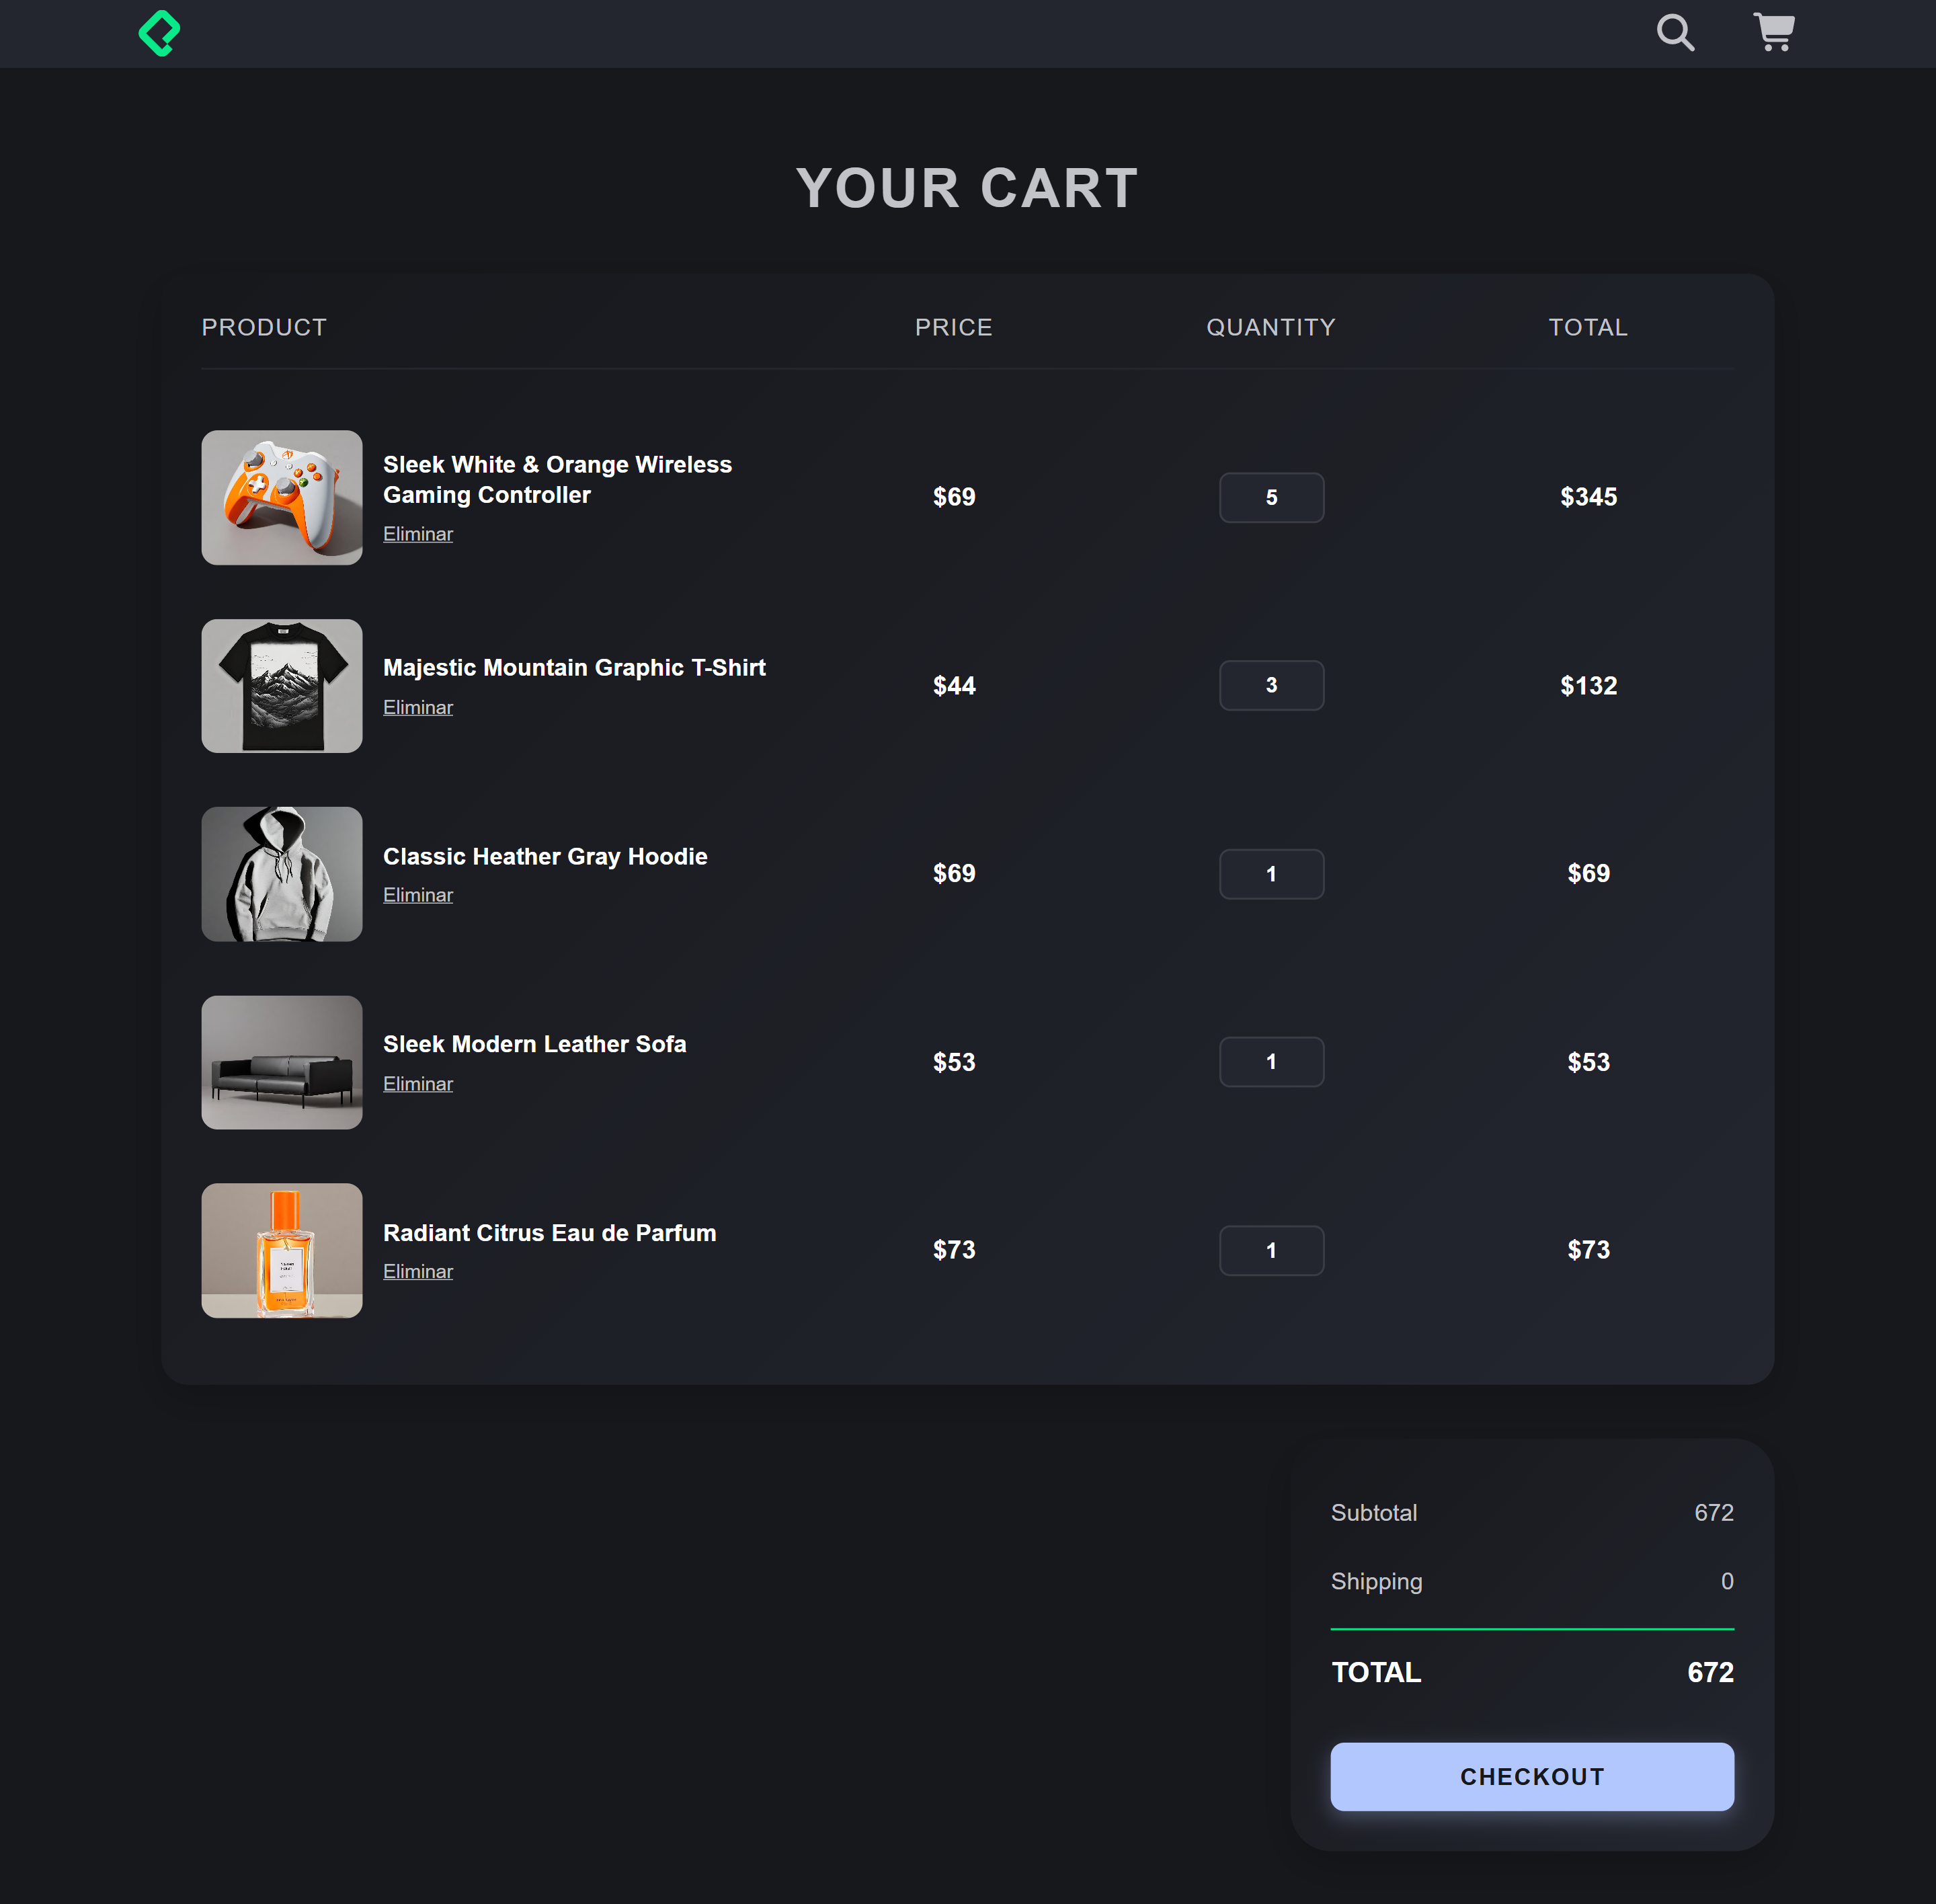 YOUR CART
PRODUCT PRICE QUANTITY TOTAL
Sleek White & Orange Wireless
Gaming Controller
Eliminar
$69 5 $345
Majestic Mountain Graphic T-Shirt
Eliminar
$44 3 $132
Classic Heather Gray Hoodie
Eliminar
$69 1 $69
Sleek Modern Leather Sofa
Eliminar
$53 1 $53
Radiant Citrus Eau de Parfum
Eliminar
$73 1 $73
Subtotal 672
Shipping 0
TOTAL 672
CHECKOUT